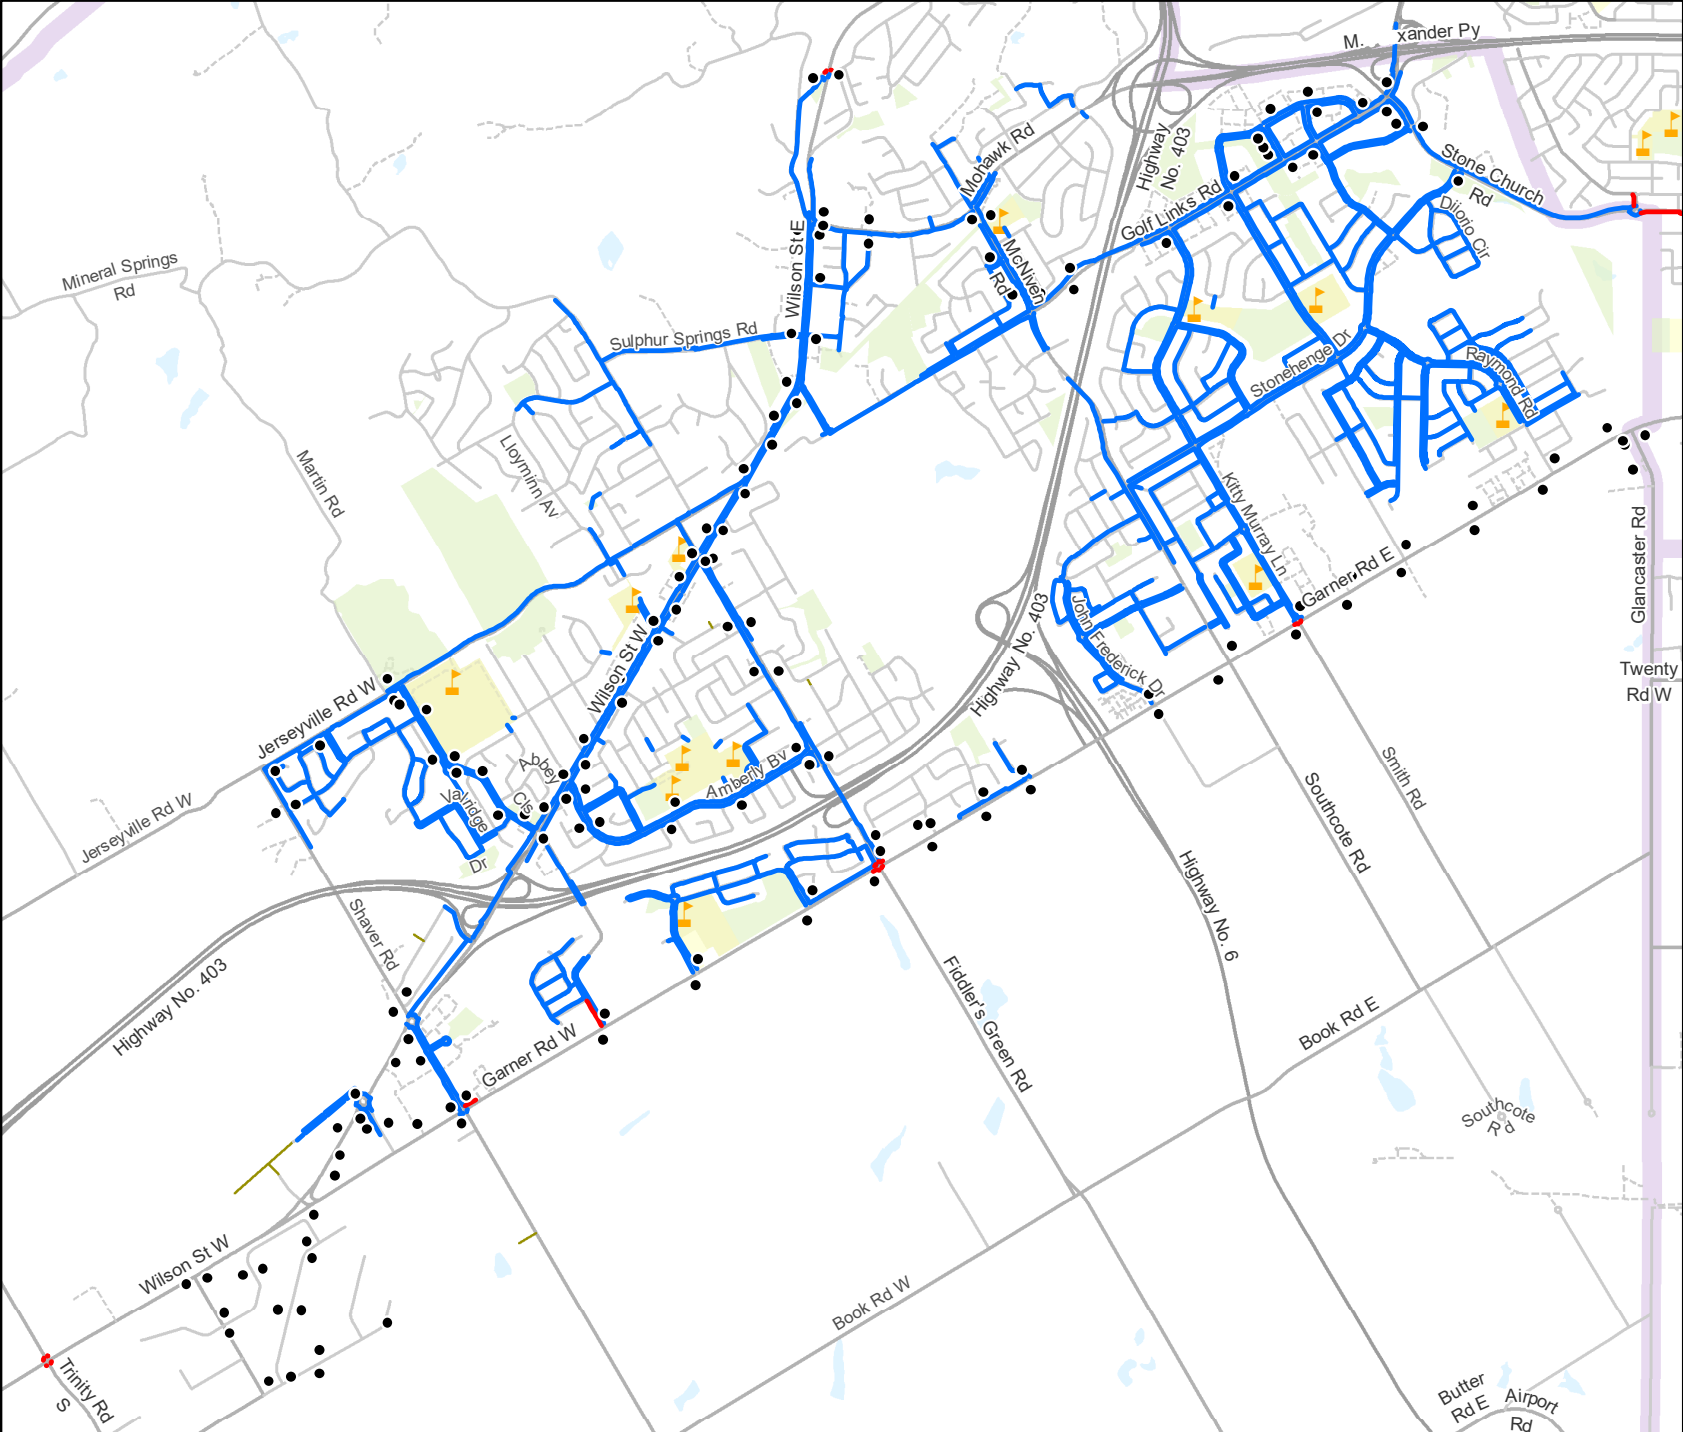 M.
xander Py
Highway
No. 403
Mohawk Rd
Stone Church
Rd
Golf Links Rd
Diiorio Cir
McNiven
Rd
Wilson St E
Mineral Springs
Rd
Sulphur Springs Rd
Stonehenge Dr
Raymond Rd
Lloyminn Av
Martin Rd
Kitty Murray Ln
Glancaster Rd
Garner Rd E
Highway No. 403
John Frederick Dr
Wilson St W
Twenty
Rd W
Jerseyville Rd W
Abbey
Cls
Amberly Bv
Valridge
Dr
Jerseyville Rd W
Smith Rd
Southcote Rd
Highway No. 6
Shaver Rd
Highway No. 403
Fiddler's Green Rd
Garner Rd W
Book Rd E
Southcote
Rd
Wilson St W
Book Rd W
Trinity Rd
S
Butter
Rd E
Airport
Rd